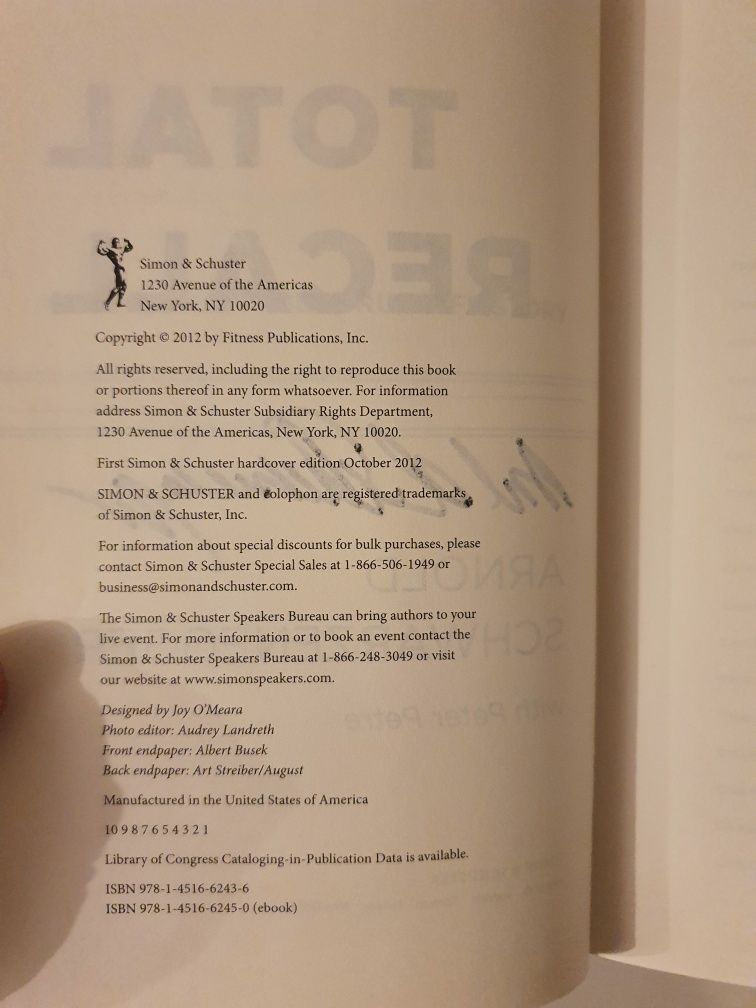 TOTAL
RECALL
Simon & Schuster
1230 Avenue of the Americas
New York, NY 10020
Copyright © 2012 by Fitness Publications, Inc.
All rights reserved, including the right to reproduce this book
or portions thereof in any form whatsoever. For information
address Simon & Schuster Subsidiary Rights Department,
1230 Avenue of the Americas, New York, NY 10020.
First Simon & Schuster hardcover edition October 2012
SIMON & SCHUSTER and colophon are registered trademarks
of Simon & Schuster, Inc.
For information about special discounts for bulk purchases, please
contact Simon & Schuster Special Sales at 1-866-506-1949 or
business@simonandschuster.com.
ARNOLD
The Simon & Schuster Speakers Bureau can bring authors to your
live event. For more information or to book an event contact the
Simon & Schuster Speakers Bureau at 1-866-248-3049 or visit
our website at www.simonspeakers.com.
Designed by Joy O'Meara
with Peter Petre
Photo editor: Audrey Landreth
Front endpaper: Albert Busek
Back endpaper: Art Streiber/August
Manufactured in the United States of America
10 9 8 7 6 5 4 3 2 1
Library of Congress Cataloging-in-Publication Data is available.
ISBN 978-1-4516-6243-6
ISBN 978-1-4516-6245-0 (ebook)